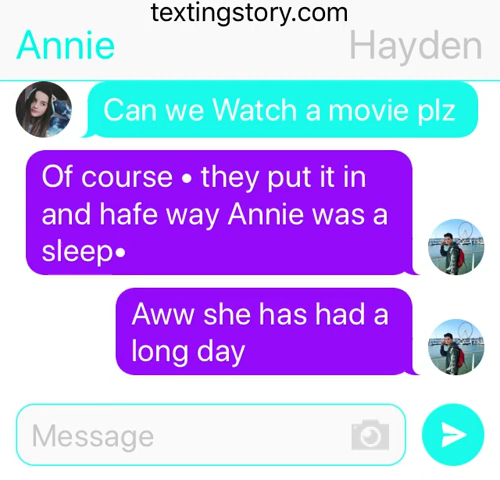 textingstory.com
Annie
Hayden
Can we Watch a movie plz
Of course • they put it in
and hafe way Annie was a
sleep•
Aww she has had a
long day
Message